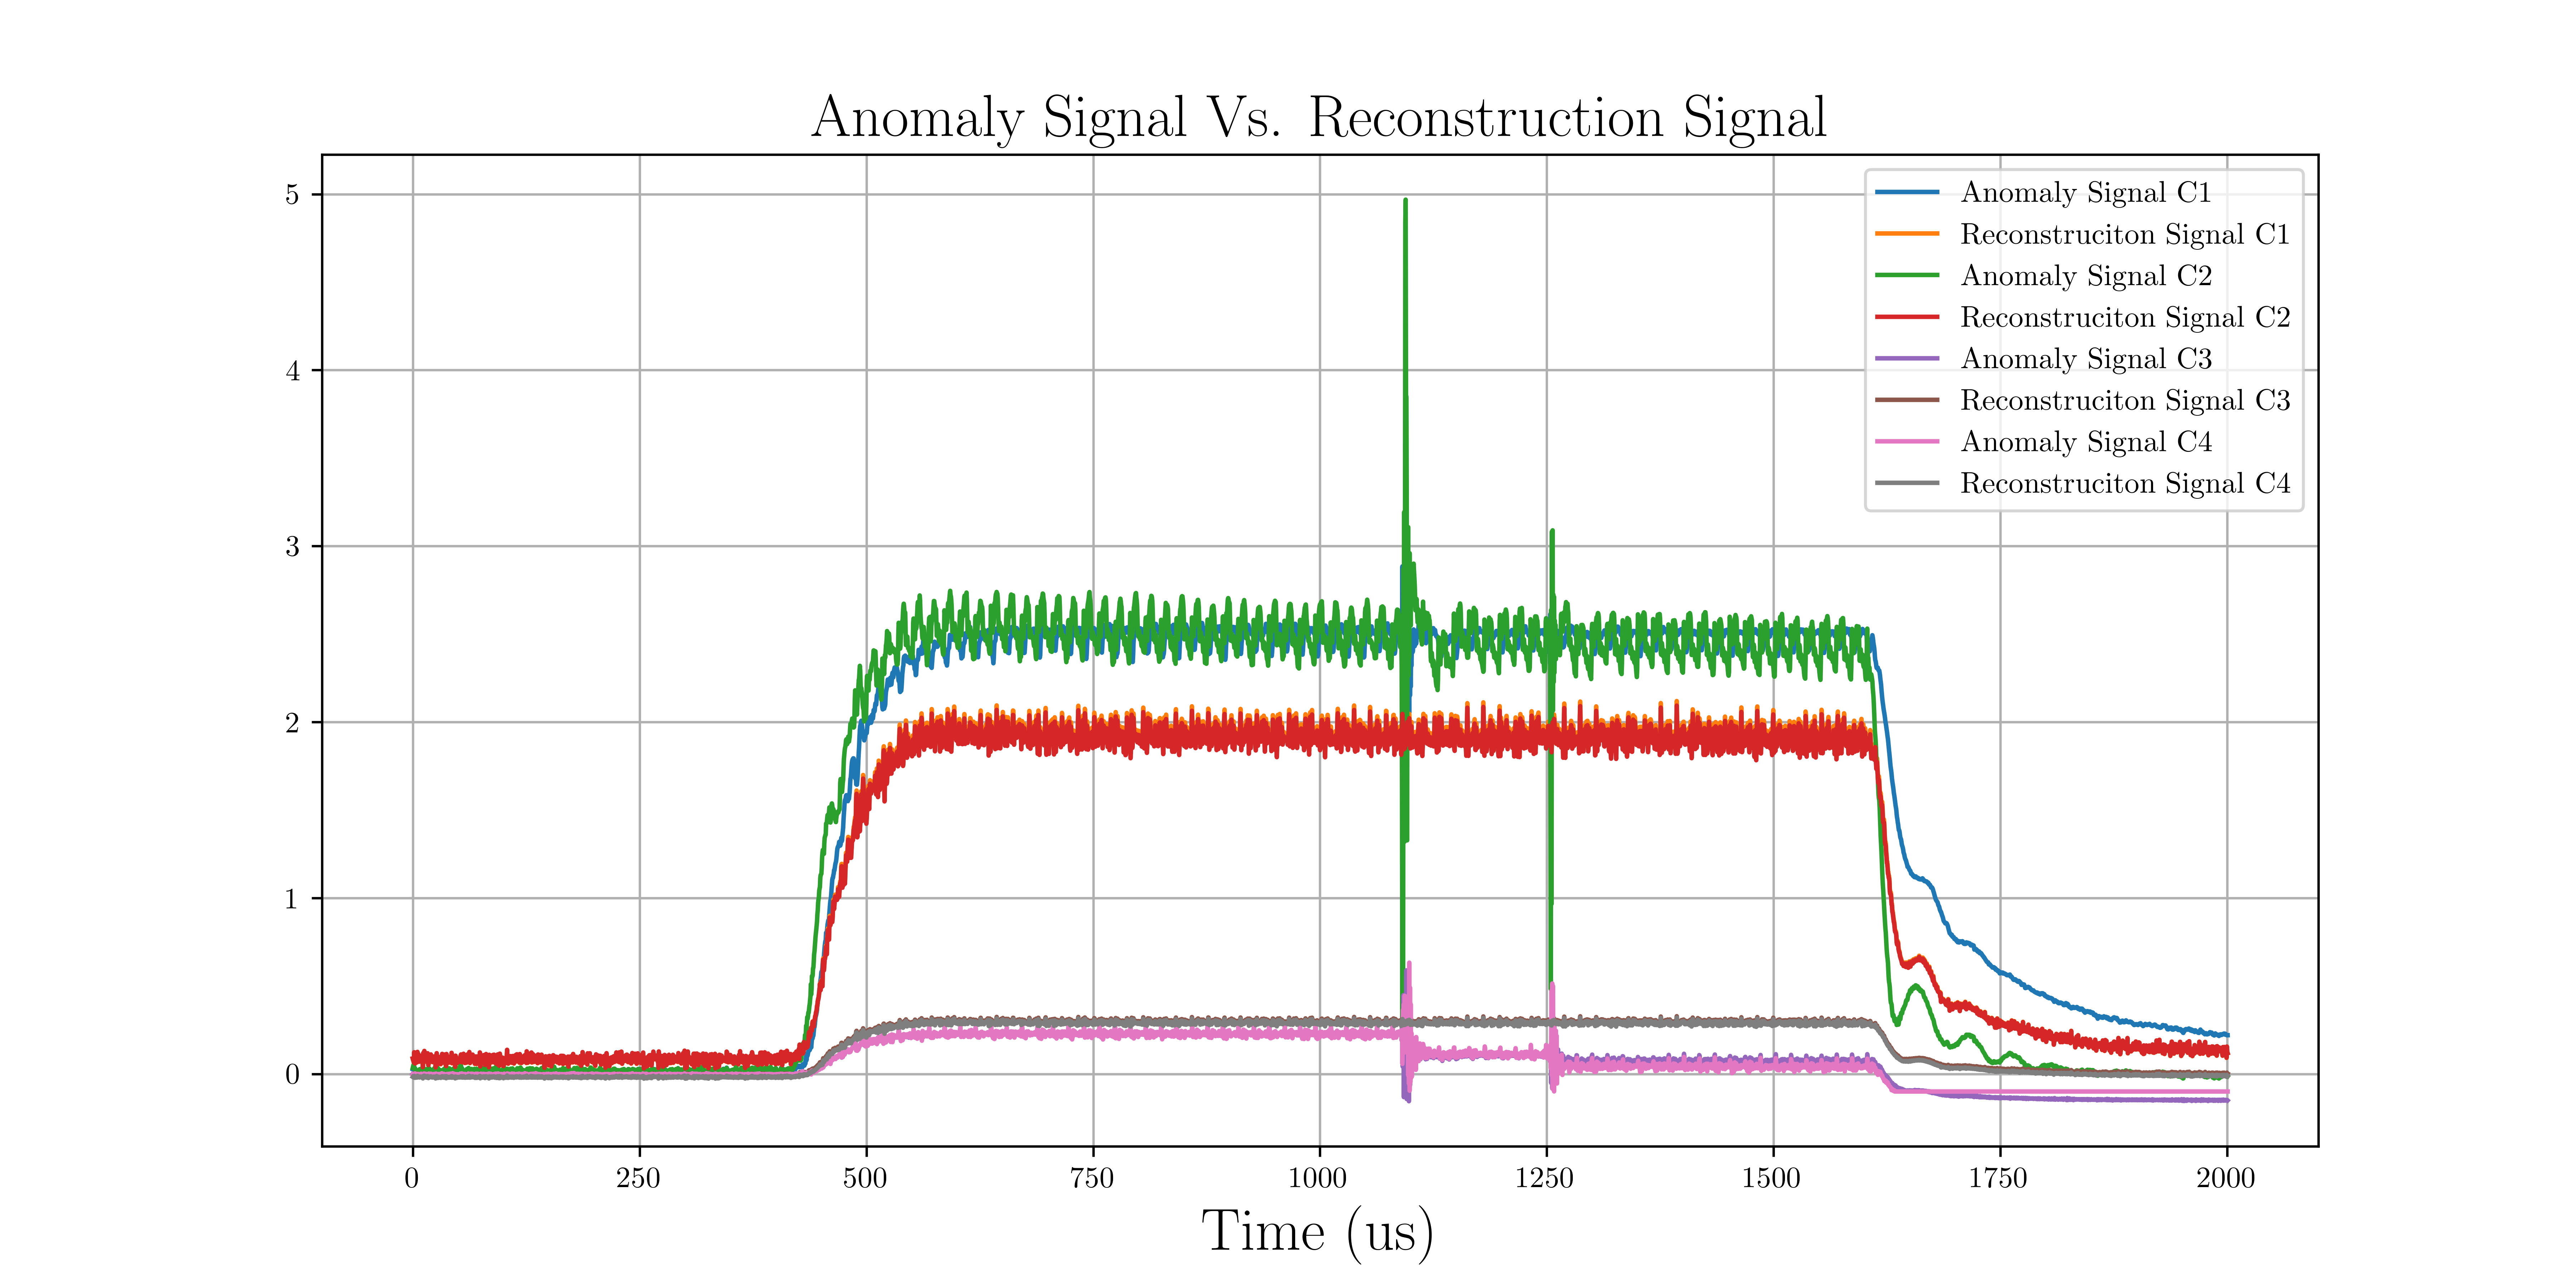 Anomaly Signal Vs. Reconstruction Signal
5
4
3
2
1
0
Anomaly Signal C1
Reconstruciton Signal C1
Anomaly Signal C2
Reconstruciton Signal C2
Anomaly Signal C3
Reconstruciton Signal C3
Anomaly Signal C4
Reconstruciton Signal C4
0 250 500 750 1000 1250 1500 1750 2000
Time (us)